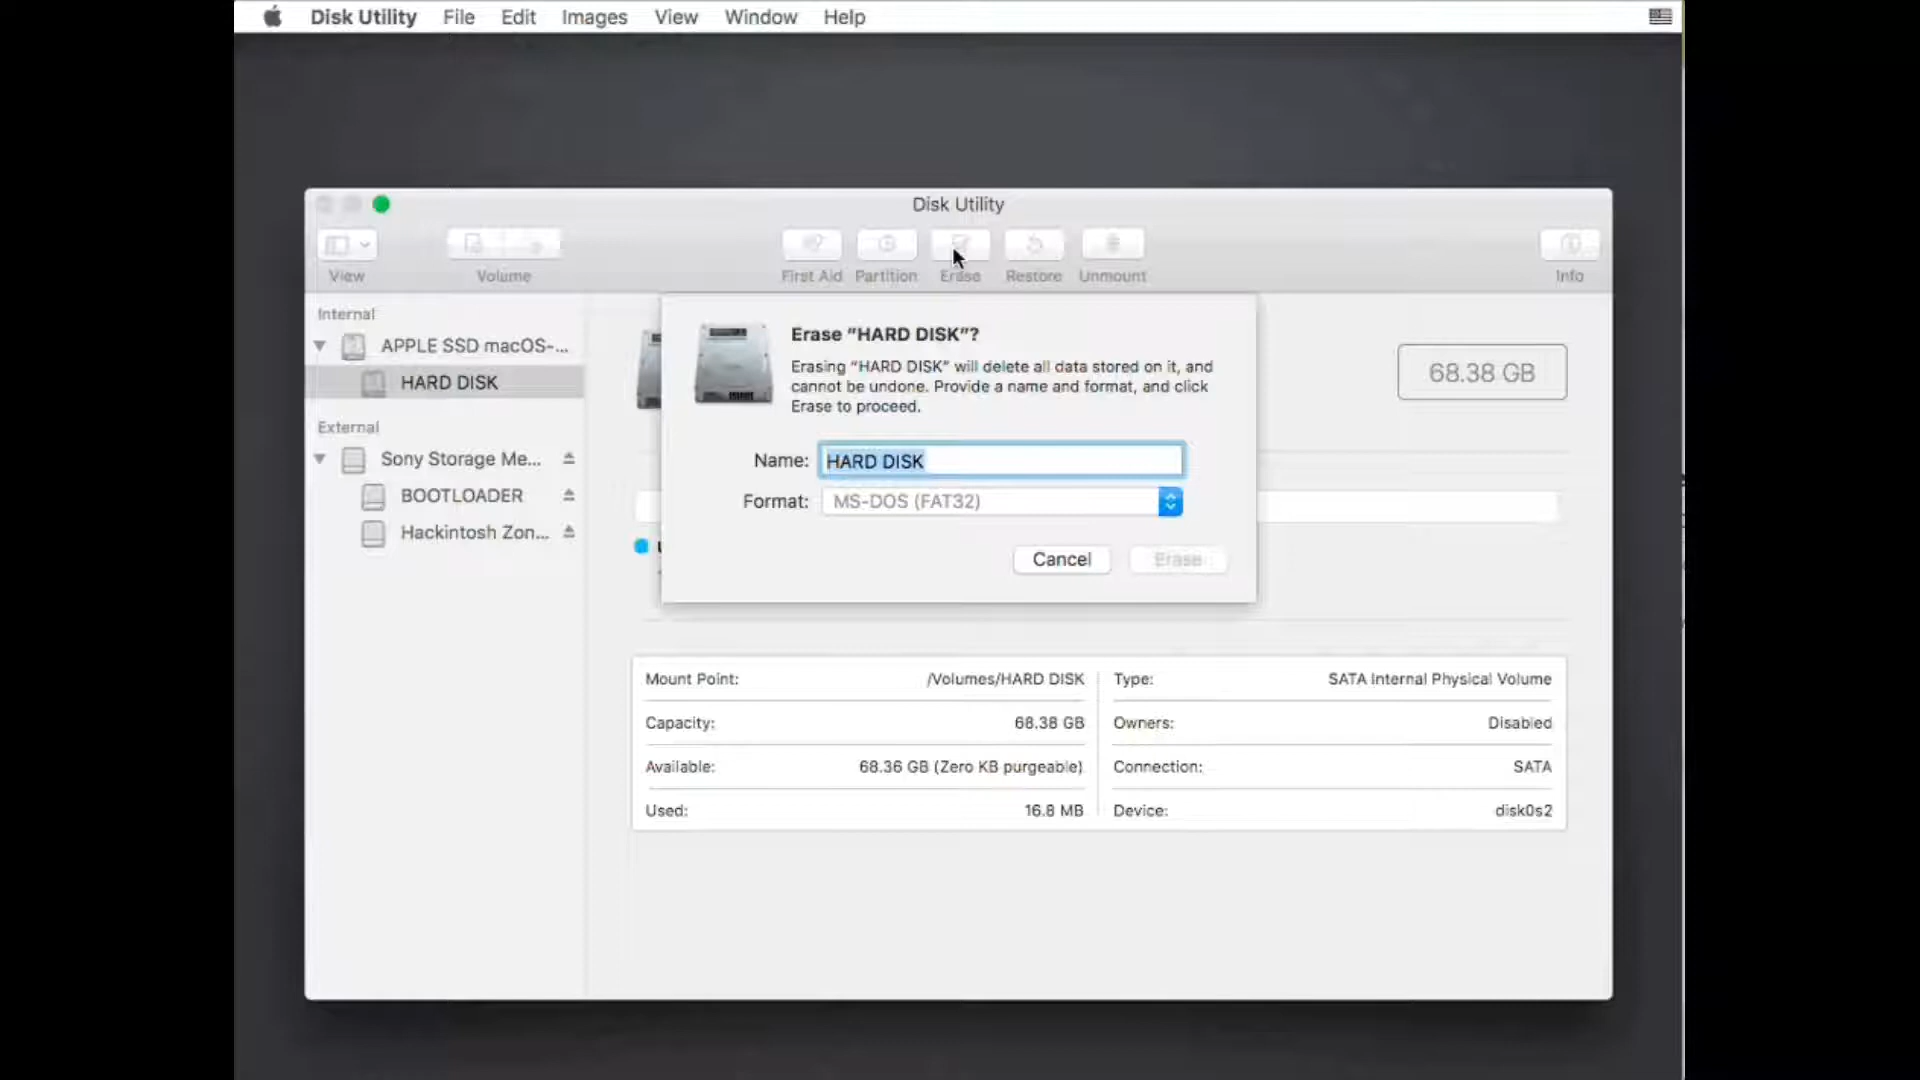 Disk Utility File Edit Images View Window Help
Disk Utility
View Volume First Aid Partition Erase Restore Unmount Info
Internal
APPLE SSD macOS-...
HARD DISK
External
Sony Storage Me...
BOOTLOADER
Hackintosh Zon...
Erase “HARD DISK”?
Erasing “HARD DISK” will delete all data stored on it, and
cannot be undone. Provide a name and format, and click
Erase to proceed.
Name: HARD DISK
Format: MS-DOS (FAT32)
Cancel Erase
68.38 GB
Mount Point: /Volumes/HARD DISK
Capacity: 68.38 GB
Available: 68.36 GB (Zero KB purgeable)
Used: 16.8 MB
Type: SATA Internal Physical Volume
Owners: Disabled
Connection: SATA
Device: disk0s2